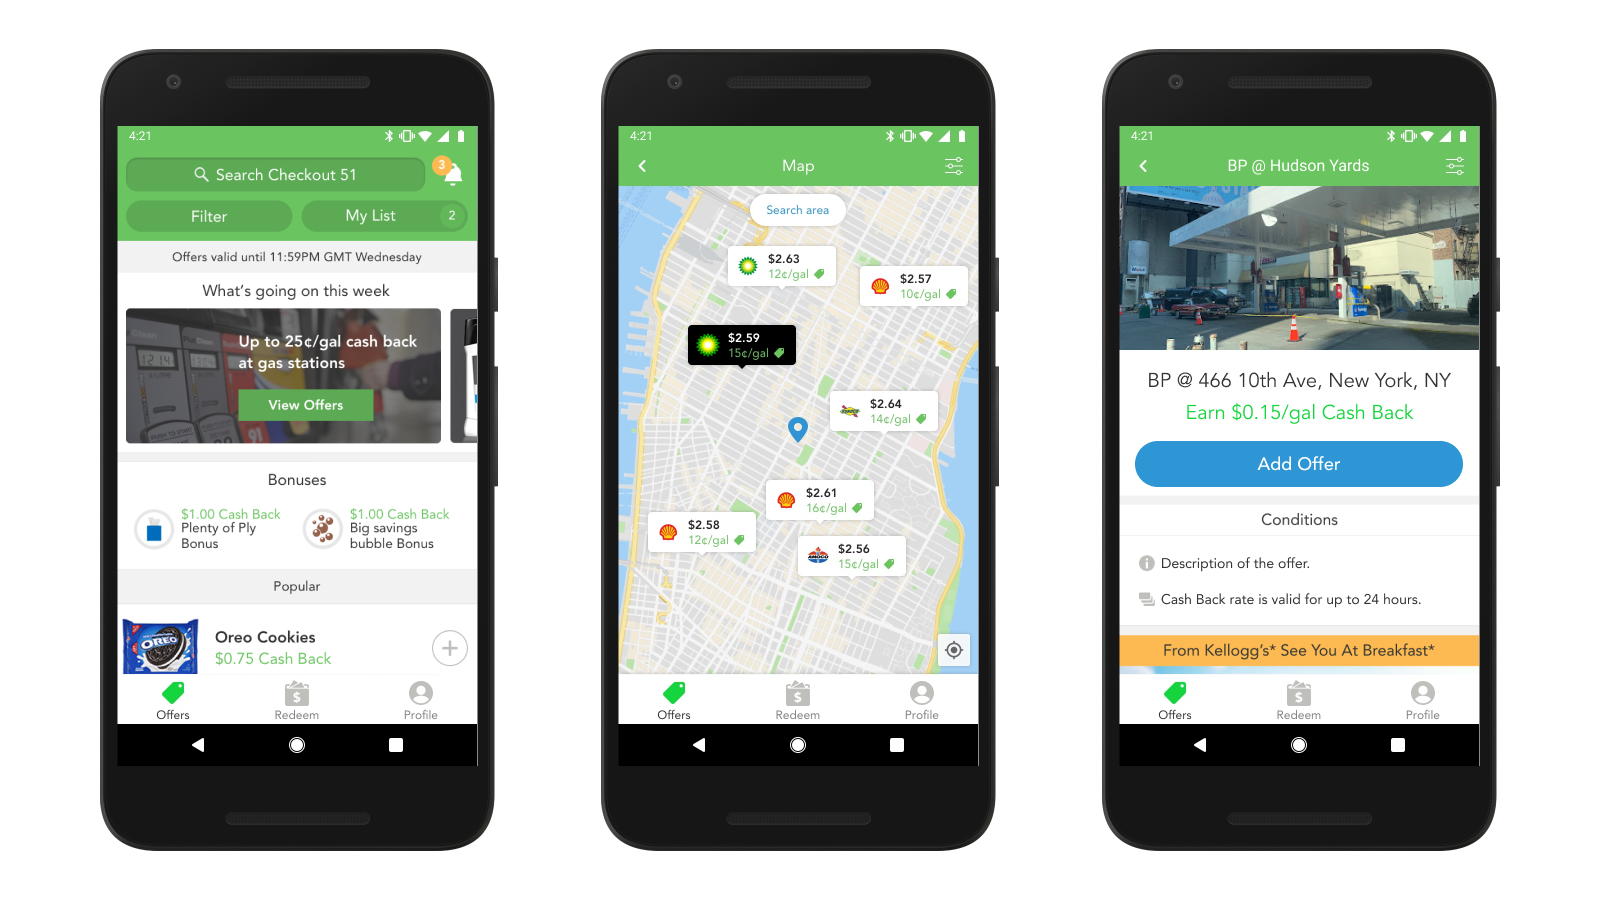 4:21
Search Checkout 51
3
Filter
My List
2
Offers valid until 11:59PM GMT Wednesday
What's going on this week
Up to 25¢/gal cash back
at gas stations
View Offers
Bonuses
$1.00 Cash Back
Plenty of Ply
Bonus
$1.00 Cash Back
Big savings
bubble Bonus
Popular
OREO
Oreo Cookies
$0.75 Cash Back
Offers
Redeem
Profile
4:21
Map
Search area
$2.63
12¢/gal
$2.57
10¢/gal
$2.59
15¢/gal
$2.64
14¢/gal
$2.61
16¢/gal
$2.58
12¢/gal
AMOCO
$2.56
15¢/gal
Offers
Redeem
Profile
4:21
BP @ Hudson Yards
BP @ 466 10th Ave, New York, NY
Earn $0.15/gal Cash Back
Add Offer
Conditions
Description of the offer.
Cash Back rate is valid for up to 24 hours.
From Kellogg's* See You At Breakfast*
Offers
Redeem
Profile